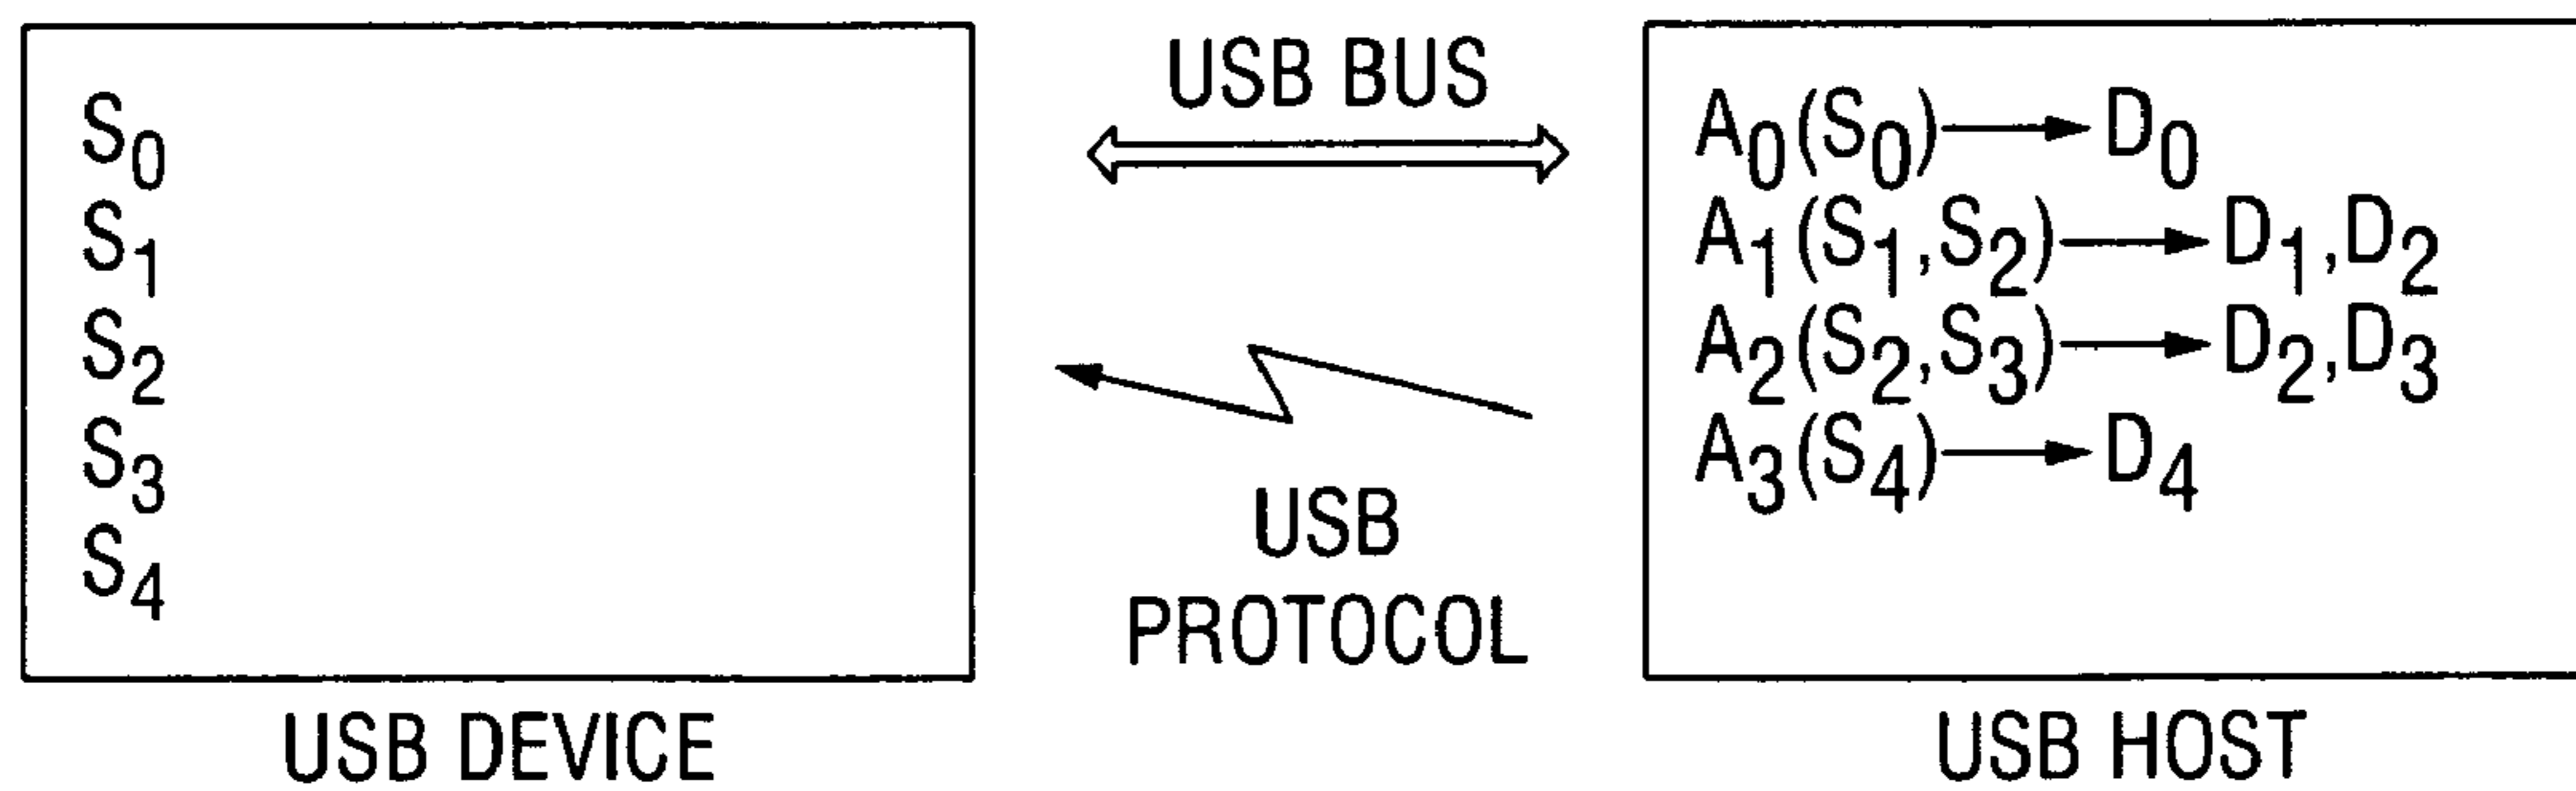 S0
S1
S2
S3
S4
USB DEVICE
USB BUS
USB
PROTOCOL
A0(S0)→D0
A1(S1,S2)→D1,D2
A2(S2,S3)→D2,D3
A3(S4)→D4
USB HOST